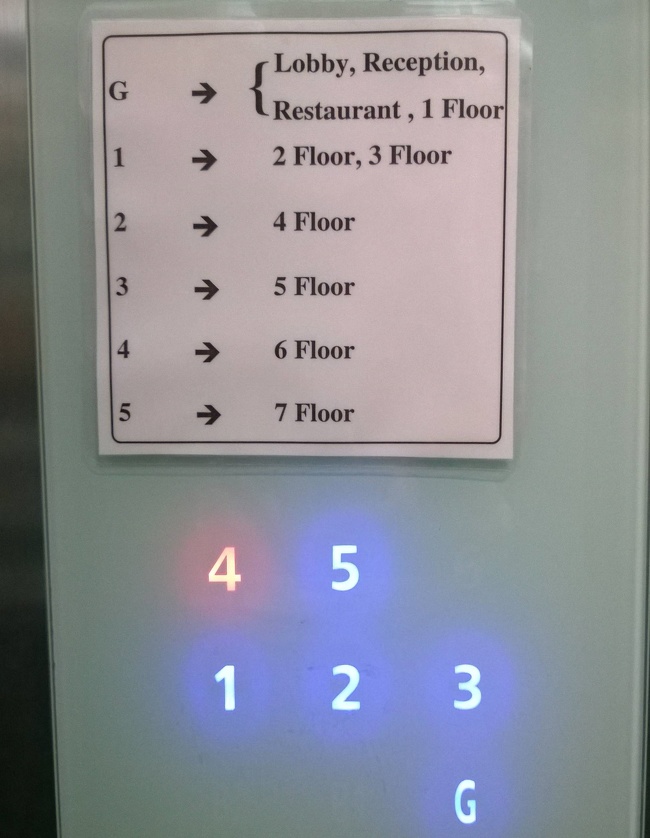 G → { Lobby, Reception,
Restaurant , 1 Floor
1 → 2 Floor, 3 Floor
2 → 4 Floor
3 → 5 Floor
4 → 6 Floor
5 → 7 Floor
4 5
1 2 3
G